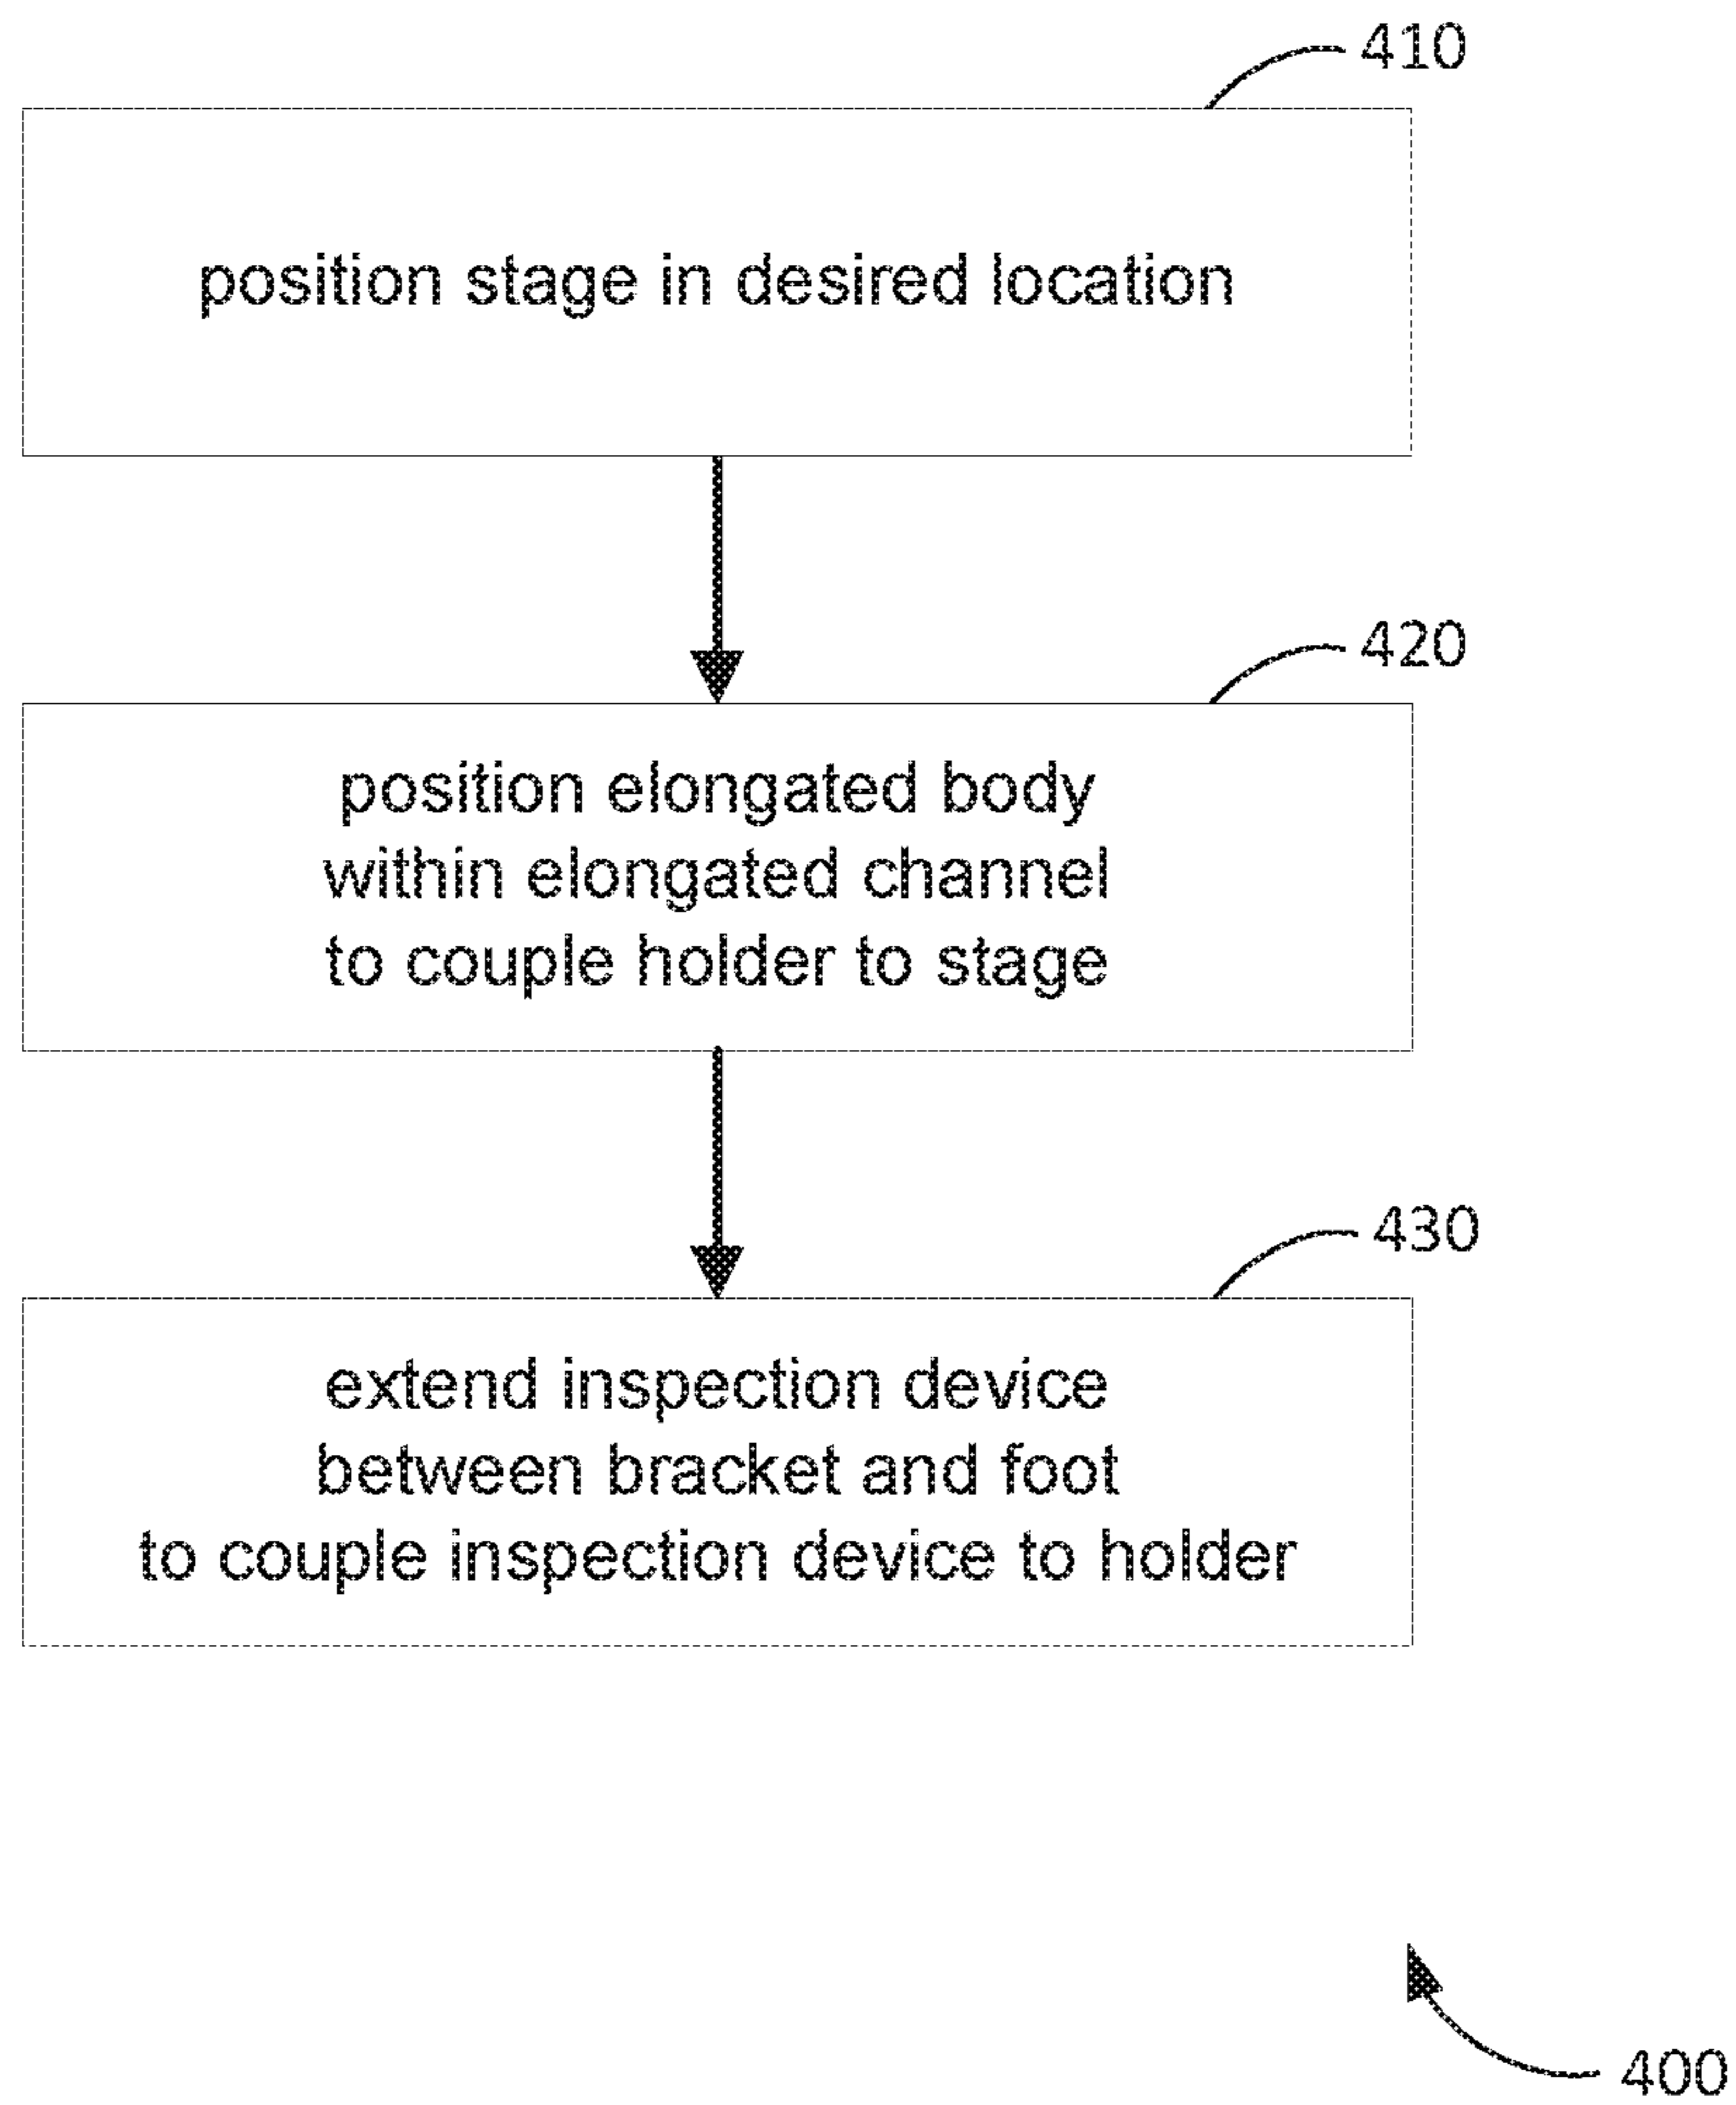 410
position stage in desired location
420
position elongated body
within elongated channel
to couple holder to stage
430
extend inspection device
between bracket and foot
to couple inspection device to holder
400